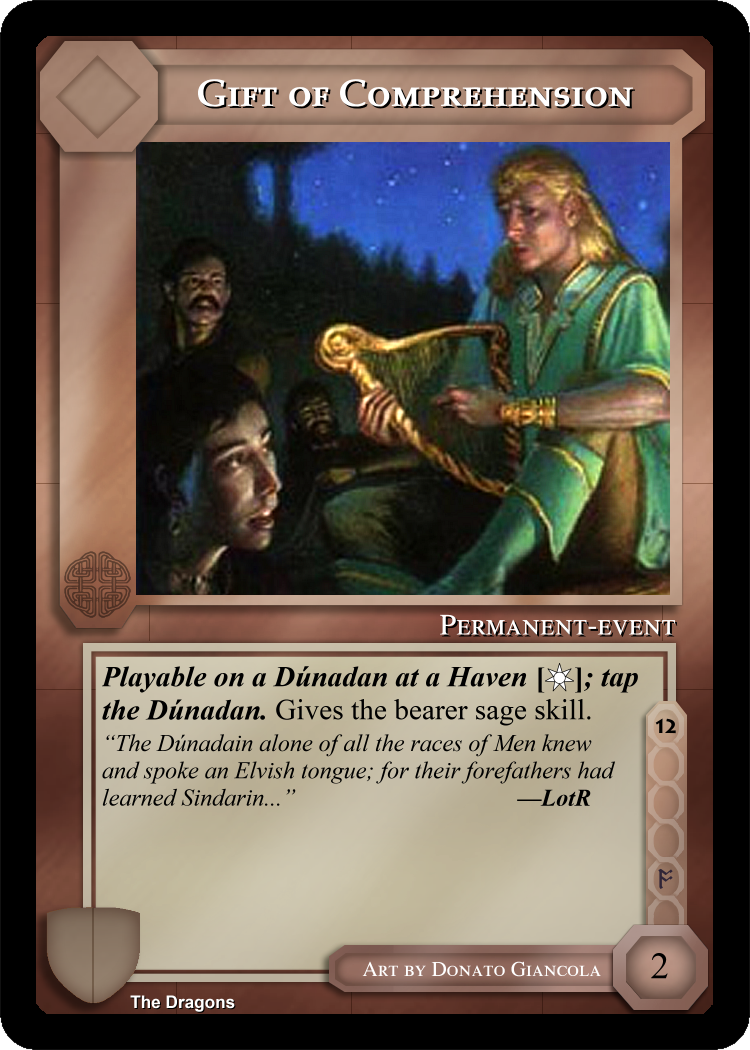 Gift of Comprehension
Permanent-event
Playable on a Dúnadan at a Haven [☼]; tap
the Dúnadan. Gives the bearer sage skill.
“The Dúnadain alone of all the races of Men knew
and spoke an Elvish tongue; for their forefathers had
learned Sindarin...” —LotR
12
ᚩ
Art by Donato Giancola
2
The Dragons